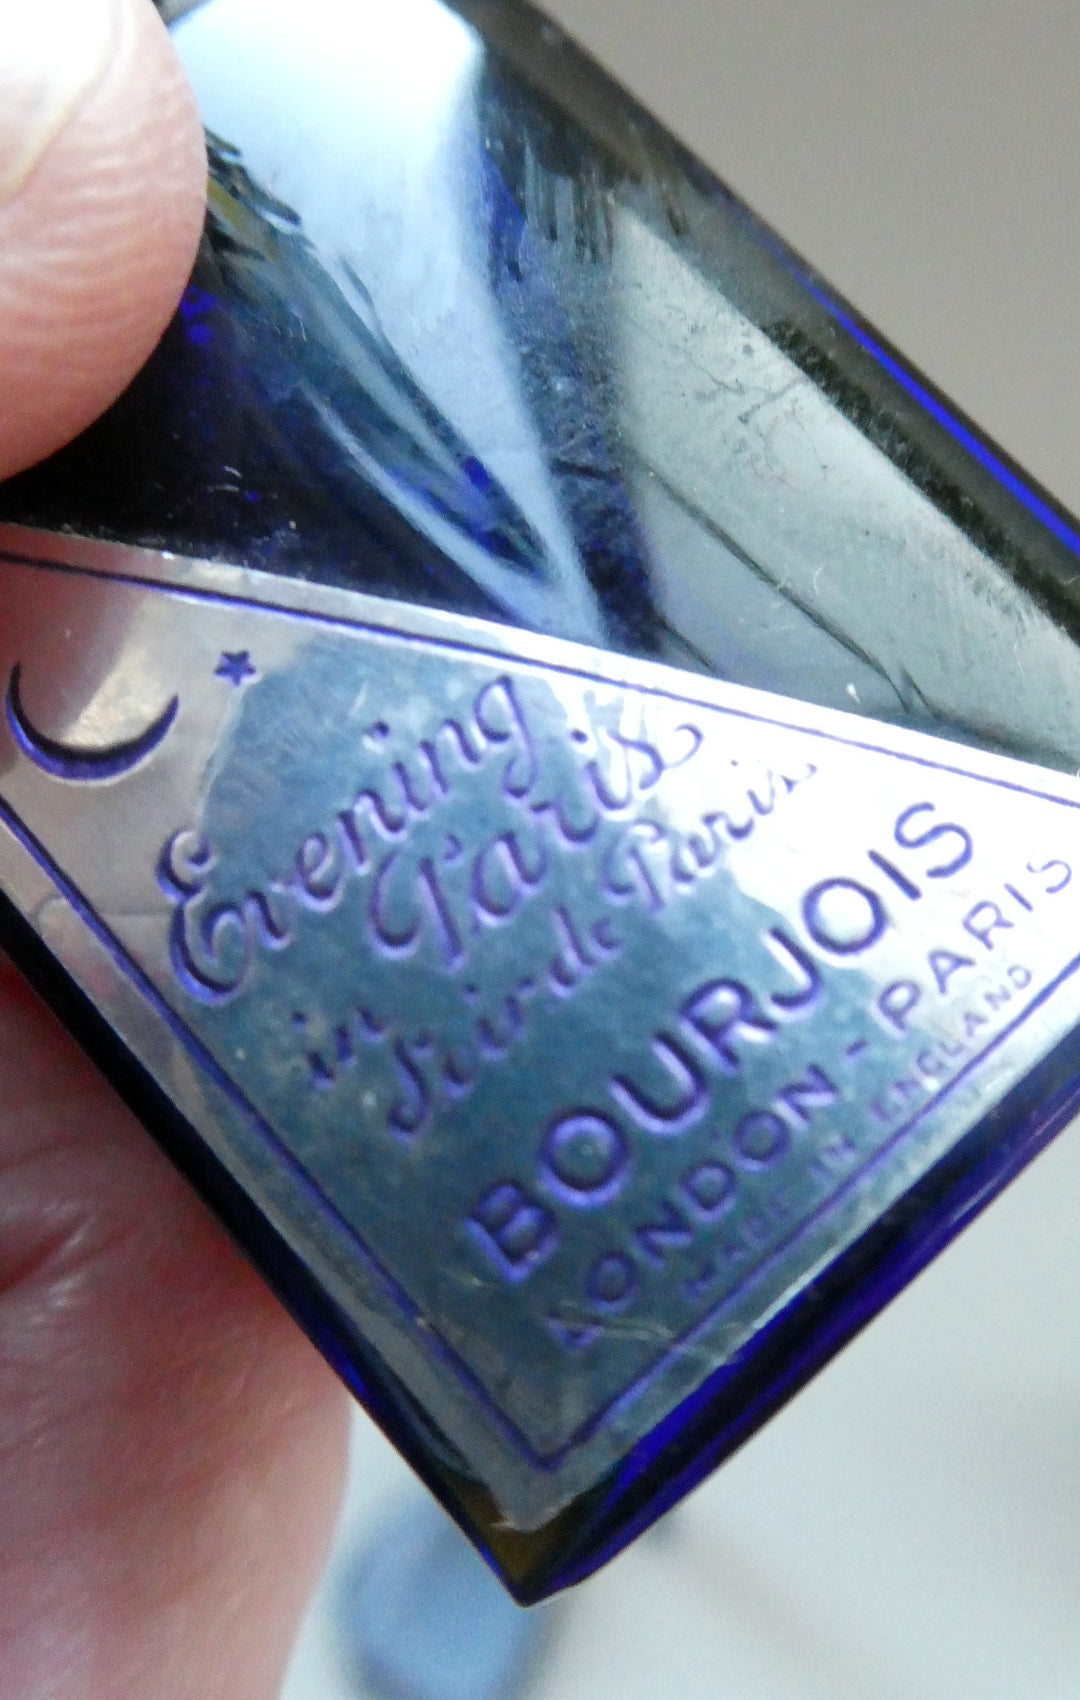 Evening
in Paris
Soir de Paris
BOURJOIS
LONDON - PARIS
MADE IN ENGLAND